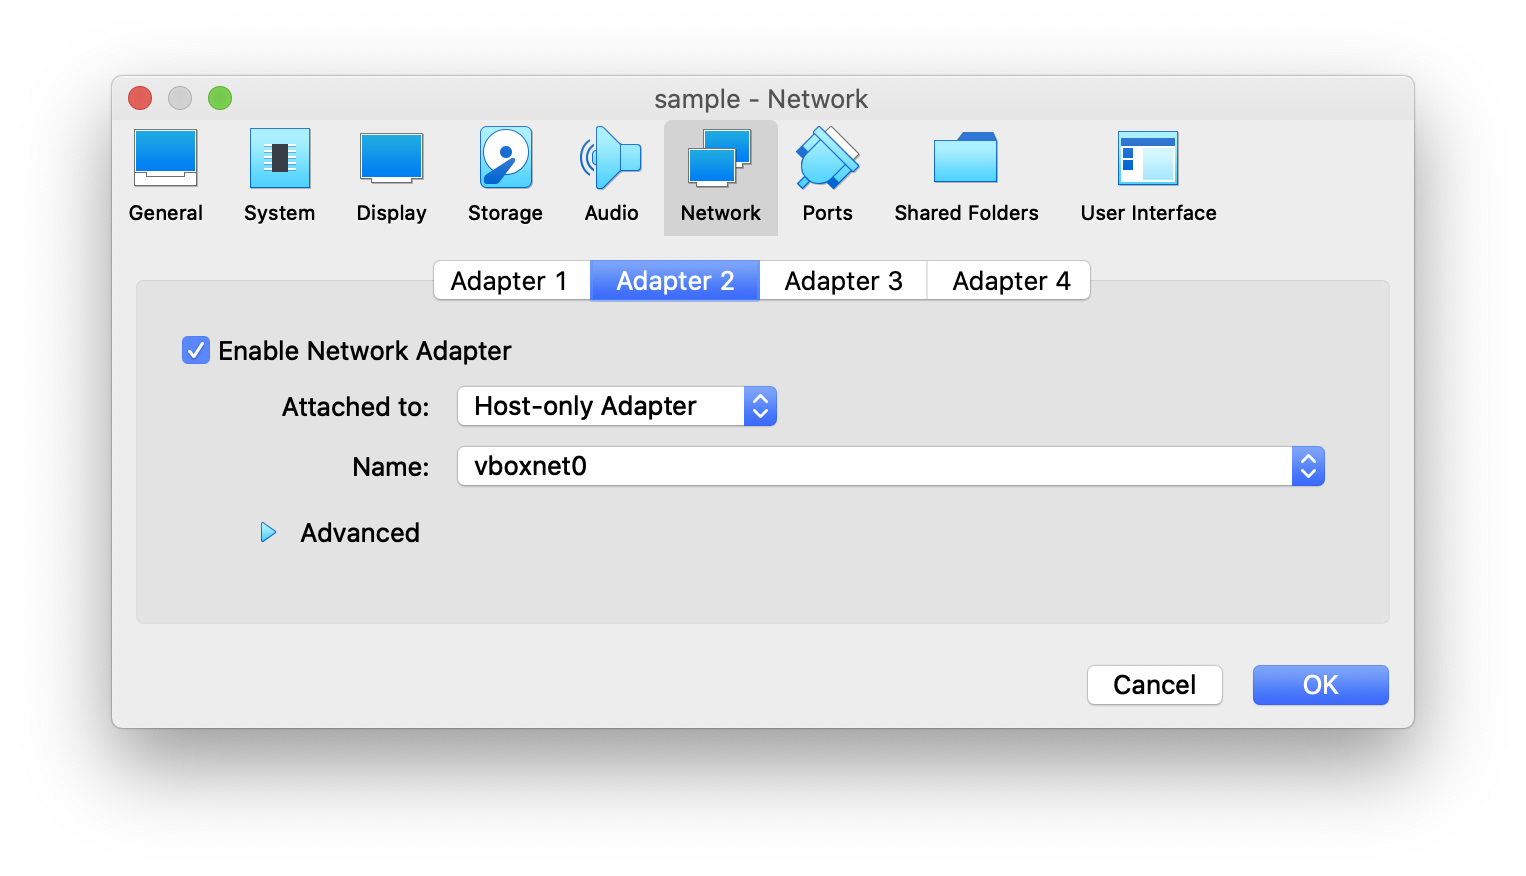 sample - Network
General System Display Storage Audio Network Ports Shared Folders User Interface
Adapter 1 Adapter 2 Adapter 3 Adapter 4
Enable Network Adapter
Attached to: Host-only Adapter
Name: vboxnet0
Advanced
Cancel OK